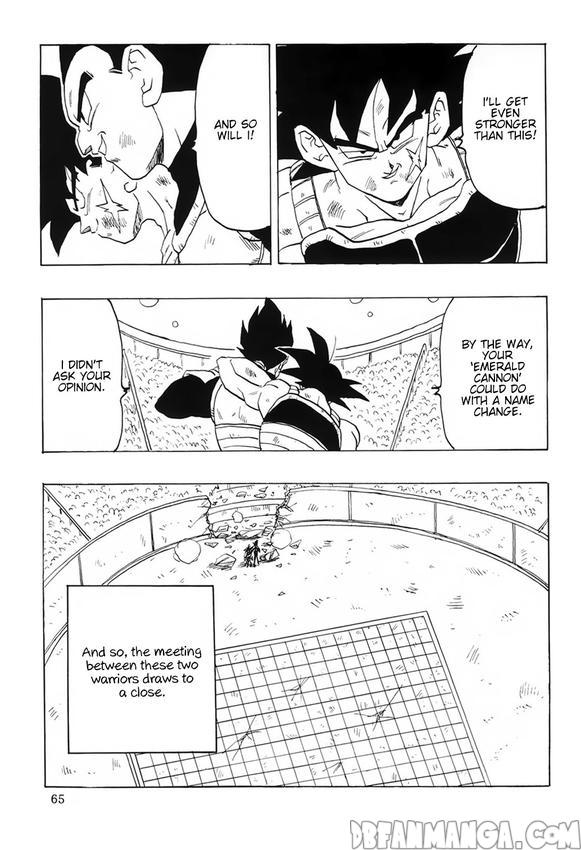 I'LL GET
EVEN
STRONGER
THAN THIS!
AND SO
WILL I!
BY THE
WAY,
YOUR
'EMERALD
CANNON'
COULD
DO WITH
A NAME
CHANGE.
I DIDN'T
ASK YOUR
OPINION.
And so, the meeting
between these two
warriors draws to
a close.
65
DBFANMANGA.COM